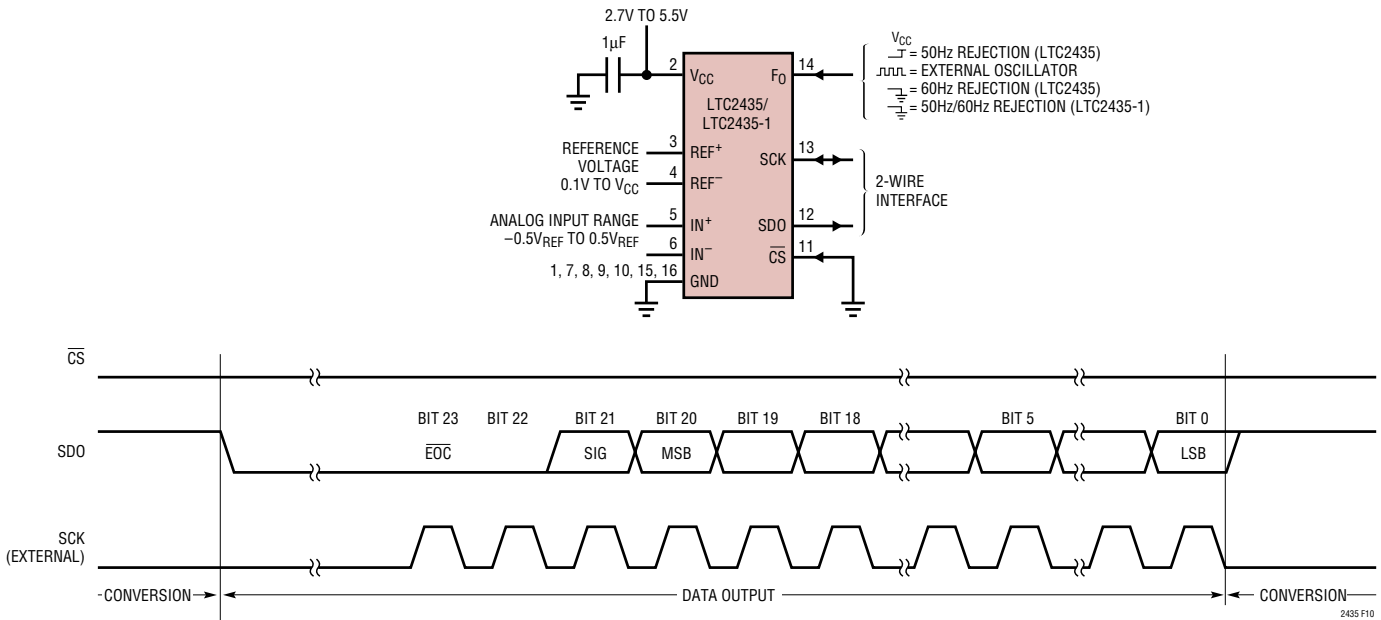 2.7V TO 5.5V
1µF
2
VCC
FO
14
LTC2435/
LTC2435-1
VCC
= 50Hz REJECTION (LTC2435)
= EXTERNAL OSCILLATOR
= 60Hz REJECTION (LTC2435)
= 50Hz/60Hz REJECTION (LTC2435-1)
REFERENCE
VOLTAGE
0.1V TO VCC
3
REF+
4
REF–
SCK
13
2-WIRE
INTERFACE
ANALOG INPUT RANGE
–0.5VREF TO 0.5VREF
5
IN+
6
IN–
SDO
12
CS
11
1, 7, 8, 9, 10, 15, 16
GND
CS
BIT 23 BIT 22 BIT 21 BIT 20 BIT 19 BIT 18 BIT 5 BIT 0
SDO
EOC SIG MSB LSB
SCK
(EXTERNAL)
CONVERSION DATA OUTPUT CONVERSION
2435 F10